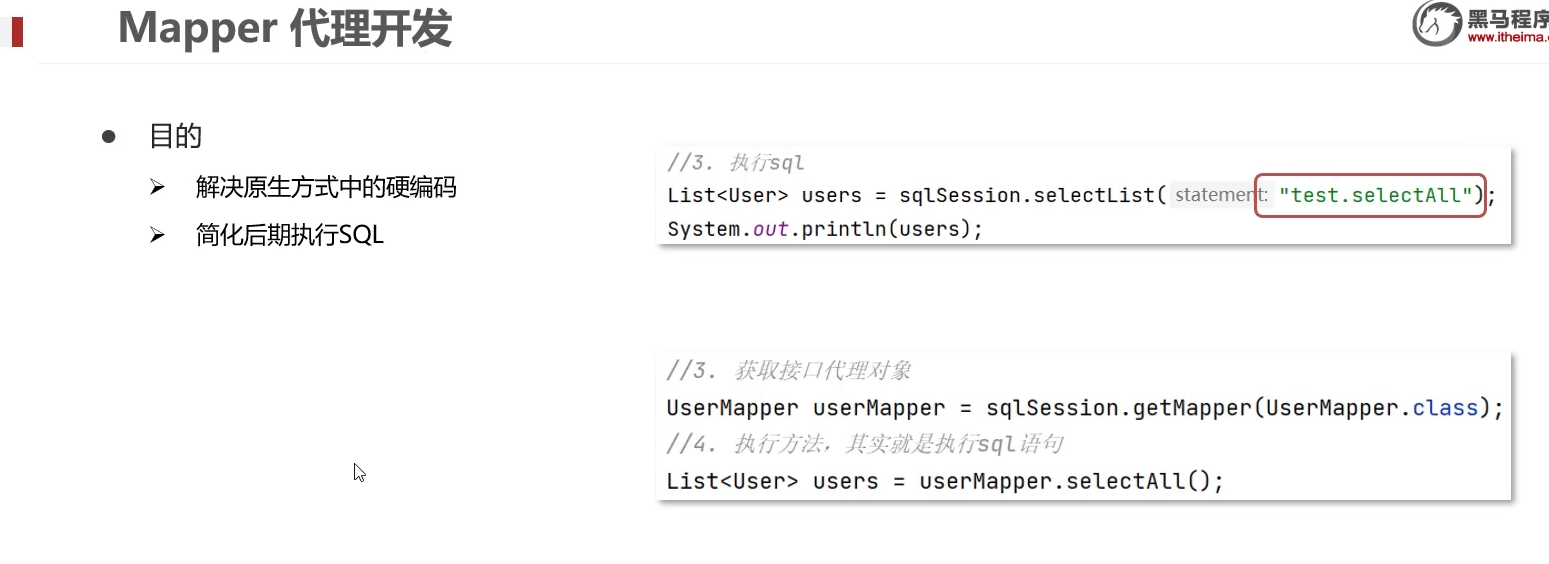 Mapper 代理开发
黑马程序
www.itheima.
目的
解决原生方式中的硬编码
简化后期执行SQL
//3. 执行sql
List<User> users = sqlSession.selectList( statement: "test.selectAll");
System.out.println(users);
//3. 获取接口代理对象
UserMapper userMapper = sqlSession.getMapper(UserMapper.class);
//4. 执行方法，其实就是执行sql语句
List<User> users = userMapper.selectAll();